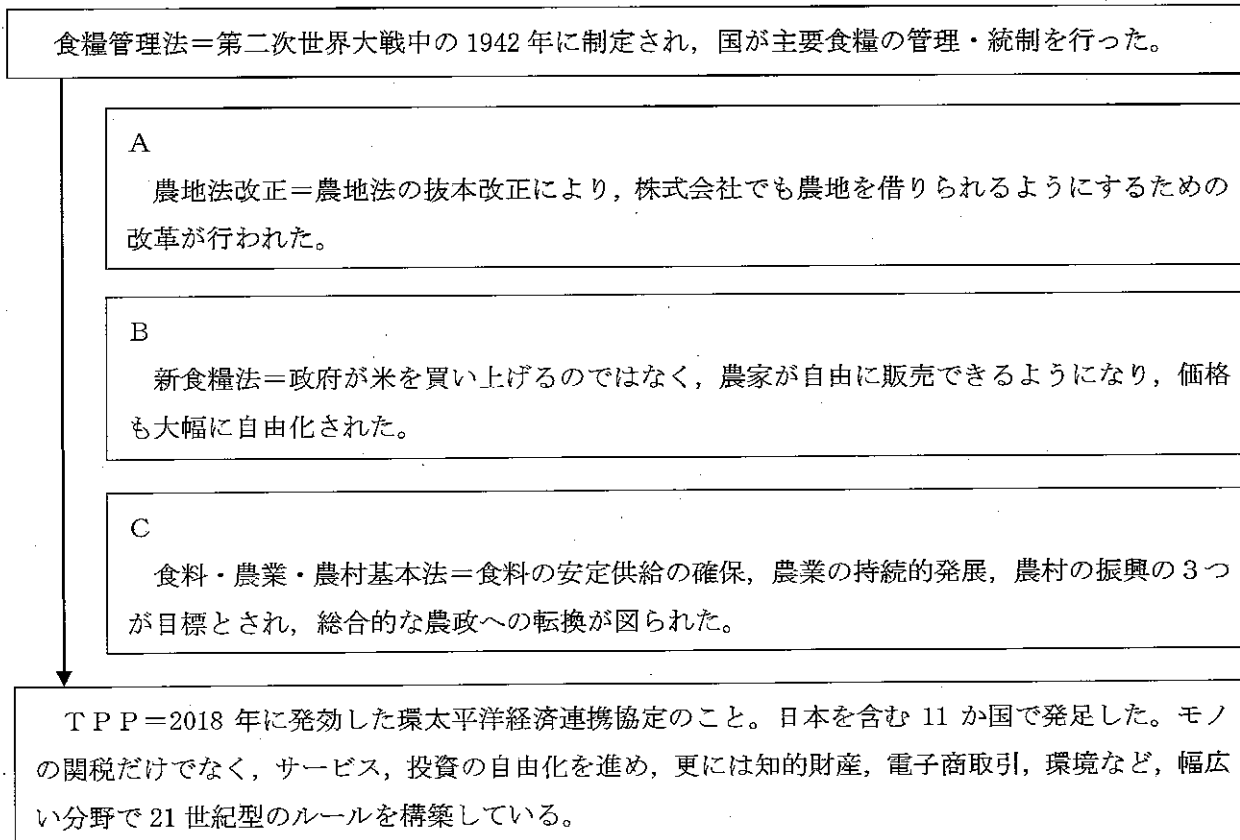 食糧管理法＝第二次世界大戦中の 1942 年に制定され，国が主要食糧の管理・統制を行った。
A
農地法改正＝農地法の抜本改正により，株式会社でも農地を借りられるようにするための
改革が行われた。
B
新食糧法＝政府が米を買い上げるのではなく，農家が自由に販売できるようになり，価格
も大幅に自由化された。
C
食料・農業・農村基本法＝食料の安定供給の確保，農業の持続的発展，農村の振興の３つ
が目標とされ，総合的な農政への転換が図られた。
ＴＰＰ＝2018 年に発効した環太平洋経済連携協定のこと。日本を含む 11 か国で発足した。モノ
の関税だけでなく，サービス，投資の自由化を進め，更には知的財産，電子商取引，環境など，幅広
い分野で 21 世紀型のルールを構築している。